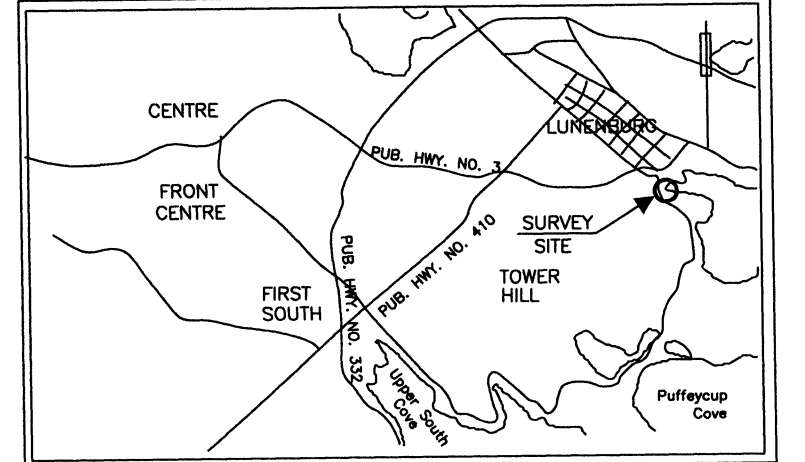 CENTRE
LUNENBURG
PUB. HWY. NO. 3
FRONT
CENTRE
PUB. HWY. NO. 410
SURVEY
SITE
PUB. HWY. NO. 332
TOWER
HILL
FIRST
SOUTH
Upper South
Cove
Puffeycup
Cove